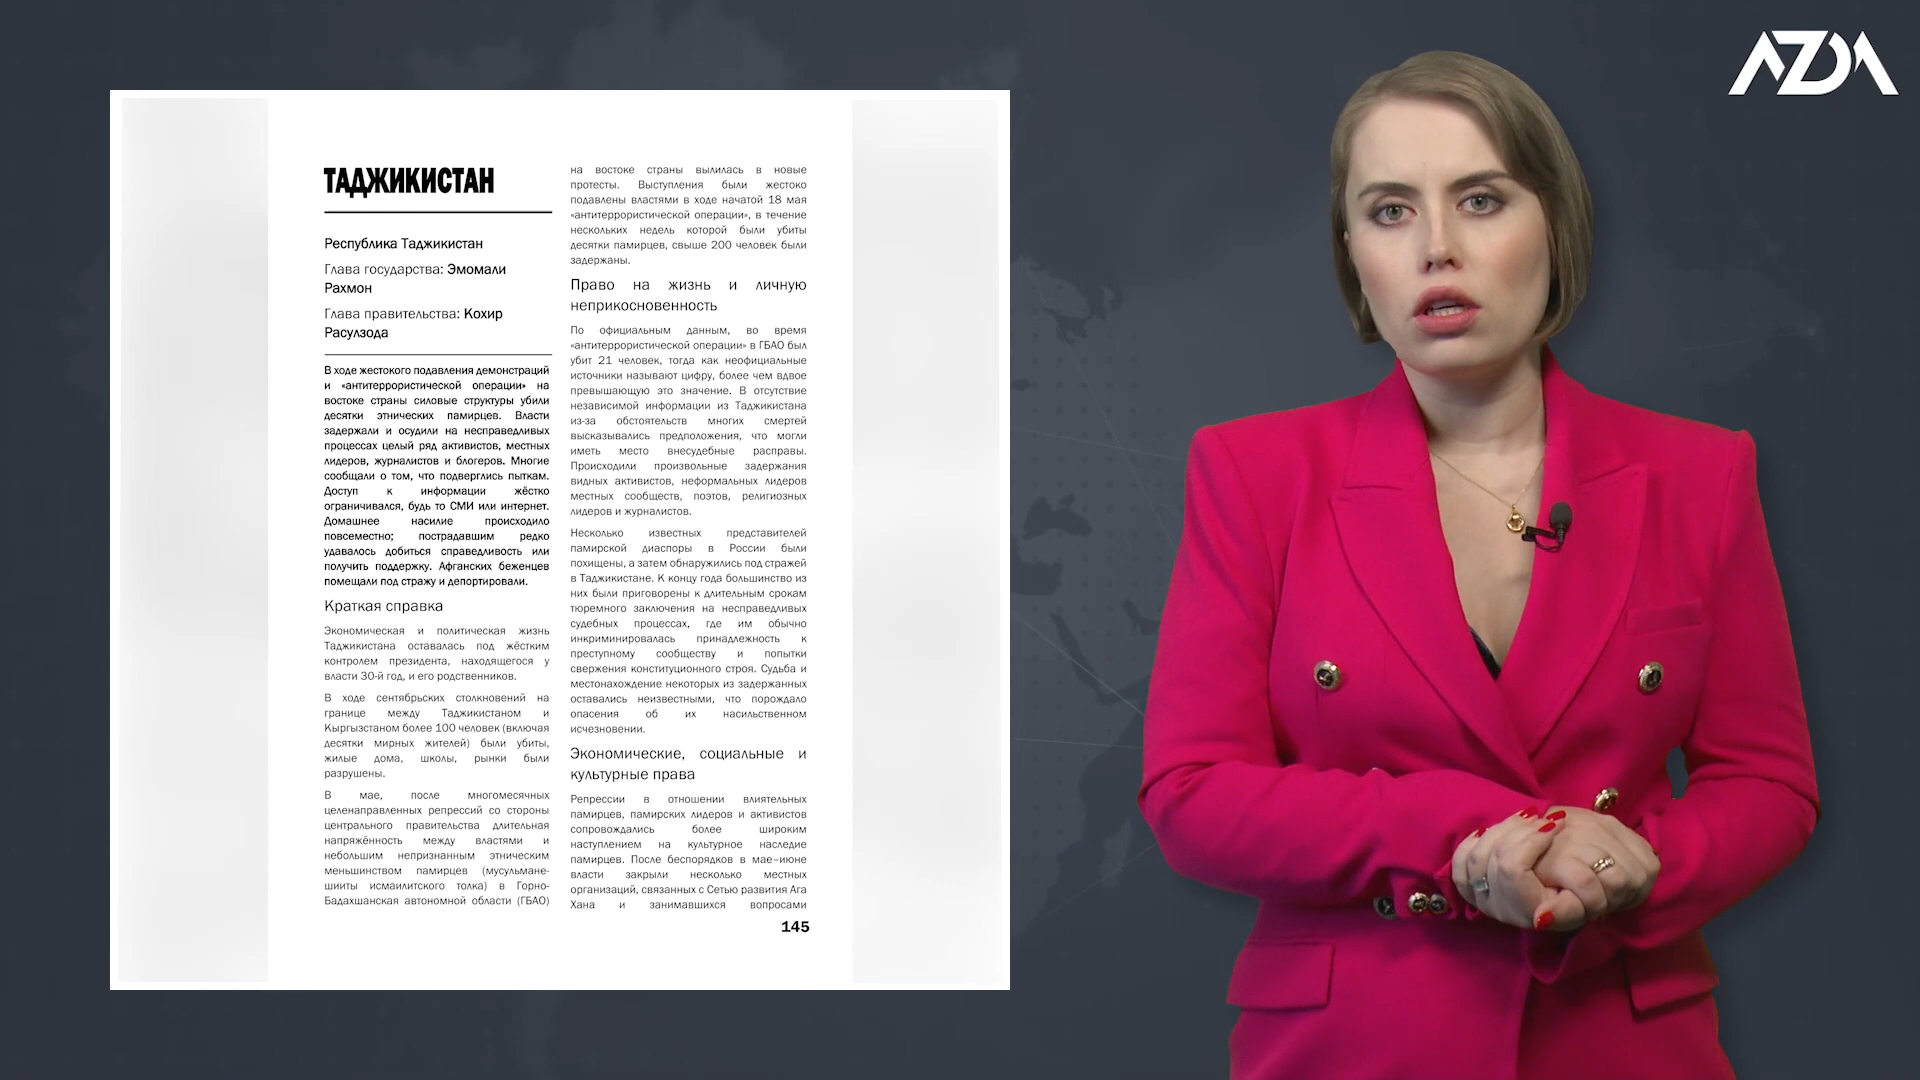 AZDA
ТАДЖИКИСТАН
Республика Таджикистан
Глава государства: Эмомали
Рахмон
Глава правительства: Кохир
Расулзода
В ходе жестокого подавления демонстраций
и «антитеррористической операции» на
востоке страны силовые структуры убили
десятки этнических памирцев. Власти
задержали и осудили на несправедливых
процессах целый ряд активистов, местных
лидеров, журналистов и блогеров. Многие
сообщали о том, что подверглись пыткам.
Доступ к информации жёстко
ограничивался, будь то СМИ или интернет.
Домашнее насилие происходило
повсеместно; пострадавшим редко
удавалось добиться справедливость или
получить поддержку. Афганских беженцев
помещали под стражу и депортировали.
Краткая справка
Экономическая и политическая жизнь
Таджикистана оставалась под жёстким
контролем президента, находящегося у
власти 30-й год, и его родственников.
В ходе сентябрьских столкновений на
границе между Таджикистаном и
Кыргызстаном более 100 человек (включая
десятки мирных жителей) были убиты,
жилые дома, школы, рынки были
разрушены.
В мае, после многомесячных
целенаправленных репрессий со стороны
центрального правительства длительная
напряжённость между властями и
небольшим непризнанным этническим
меньшинством памирцев (мусульмане-
шииты исмаилитского толка) в Горно-
Бадахшанская автономной области (ГБАО)
на востоке страны вылилась в новые
протесты. Выступления были жестоко
подавлены властями в ходе начатой 18 мая
«антитеррористической операции», в течение
нескольких недель которой были убиты
десятки памирцев, свыше 200 человек были
задержаны.
Право на жизнь и личную
неприкосновенность
По официальным данным, во время
«антитеррористической операции» в ГБАО был
убит 21 человек, тогда как неофициальные
источники называют цифру, более чем вдвое
превышающую это значение. В отсутствие
независимой информации из Таджикистана
из-за обстоятельств многих смертей
высказывались предположения, что могли
иметь место внесудебные расправы.
Происходили произвольные задержания
видных активистов, неформальных лидеров
местных сообществ, поэтов, религиозных
лидеров и журналистов.
Несколько известных представителей
памирской диаспоры в России были
похищены, а затем обнаружились под стражей
в Таджикистане. К концу года большинство из
них были приговорены к длительным срокам
тюремного заключения на несправедливых
судебных процессах, где им обычно
инкриминировалась принадлежность к
преступному сообществу и попытки
свержения конституционного строя. Судьба и
местонахождение некоторых из задержанных
оставались неизвестными, что порождало
опасения об их насильственном
исчезновении.
Экономические, социальные и
культурные права
Репрессии в отношении влиятельных
памирцев, памирских лидеров и активистов
сопровождались более широким
наступлением на культурное наследие
памирцев. После беспорядков в мае–июне
власти закрыли несколько местных
организаций, связанных с Сетью развития Ага
Хана и занимавшихся вопросами
145